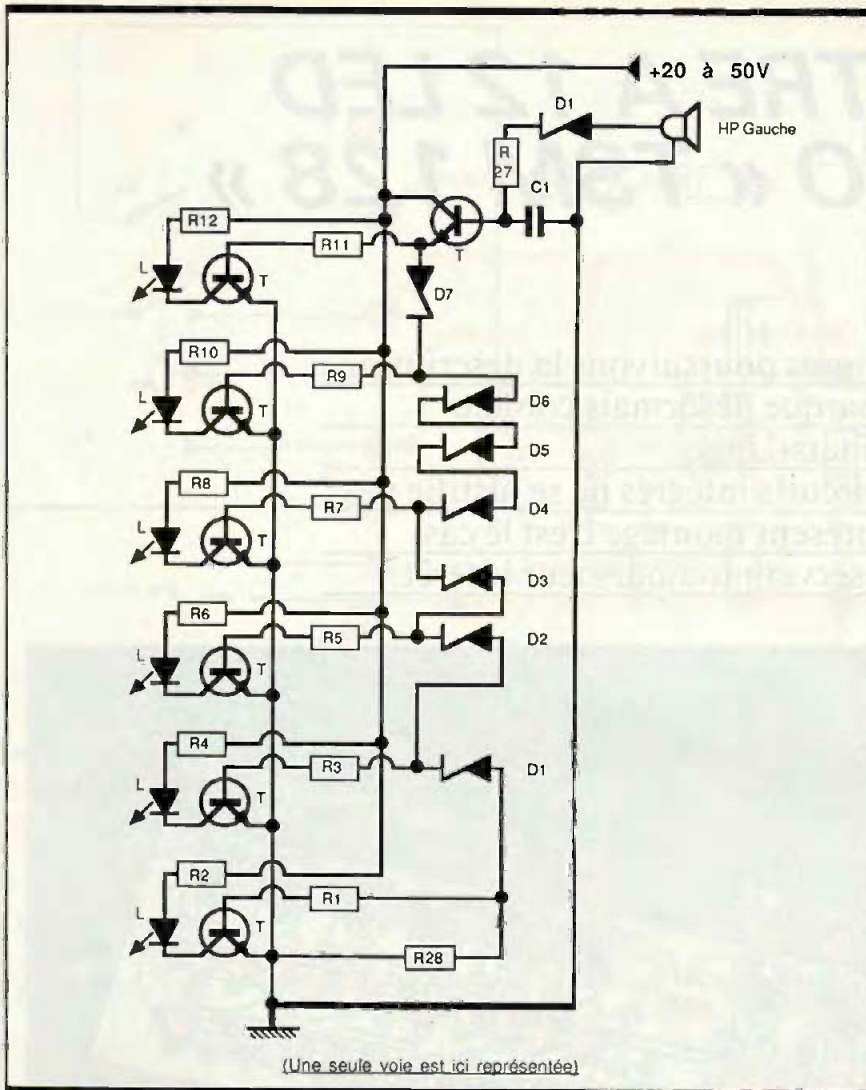 +20 à 50V
D1
HP Gauche
R
27
C1
R12
L
T
R11
T
D7
R10
L
T
R9
D6
D5
R8
L
T
R7
D4
D3
R6
L
T
R5
D2
R4
L
T
R3
D1
R2
L
T
R1
R28
(Une seule voie est ici représentée)